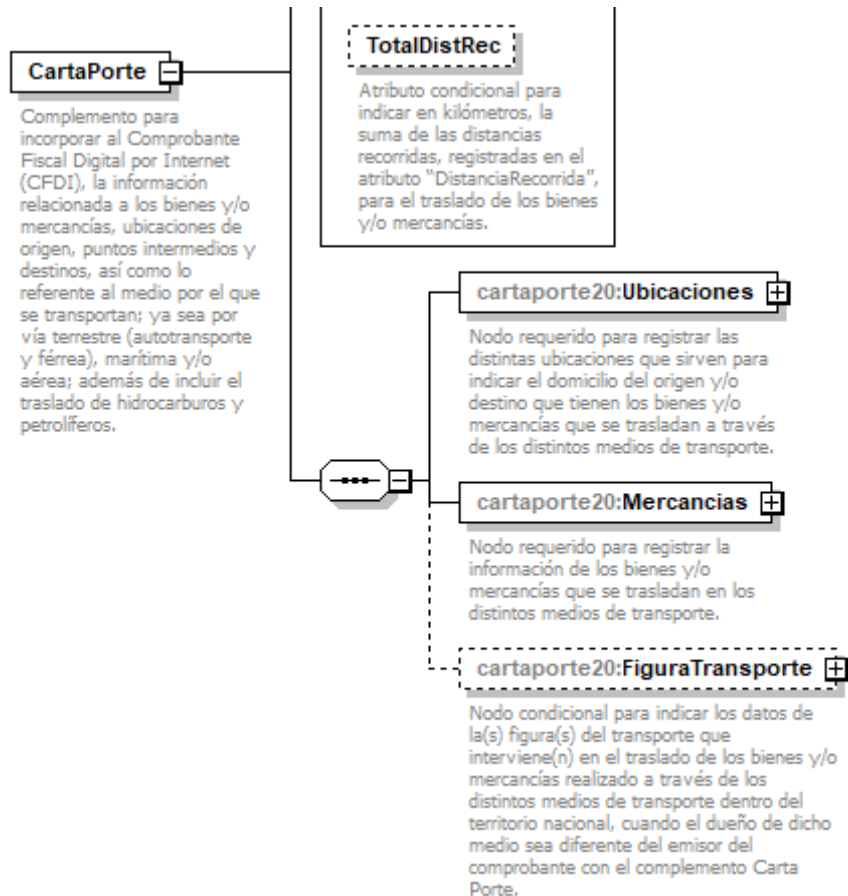 TotalDistRec
Atributo condicional para
indicar en kilómetros, la
suma de las distancias
recorridas, registradas en el
atributo “DistanciaRecorrida”,
para el traslado de los bienes
y/o mercancías.
CartaPorte
Complemento para
incorporar al Comprobante
Fiscal Digital por Internet
(CFDI), la información
relacionada a los bienes y/o
mercancías, ubicaciones de
origen, puntos intermedios y
destinos, así como lo
referente al medio por el que
se transportan; ya sea por
vía terrestre (autotransporte
y férrea), marítima y/o
aérea; además de incluir el
traslado de hidrocarburos y
petrolíferos.
cartaporte20:Ubicaciones
Nodo requerido para registrar las
distintas ubicaciones que sirven para
indicar el domicilio del origen y/o
destino que tienen los bienes y/o
mercancías que se trasladan a través
de los distintos medios de transporte.
cartaporte20:Mercancias
Nodo requerido para registrar la
información de los bienes y/o
mercancías que se trasladan en los
distintos medios de transporte.
cartaporte20:FiguraTransporte
Nodo condicional para indicar los datos de
la(s) figura(s) del transporte que
interviene(n) en el traslado de los bienes y/o
mercancías realizado a través de los
distintos medios de transporte dentro del
territorio nacional, cuando el dueño de dicho
medio sea diferente del emisor del
comprobante con el complemento Carta
Porte.